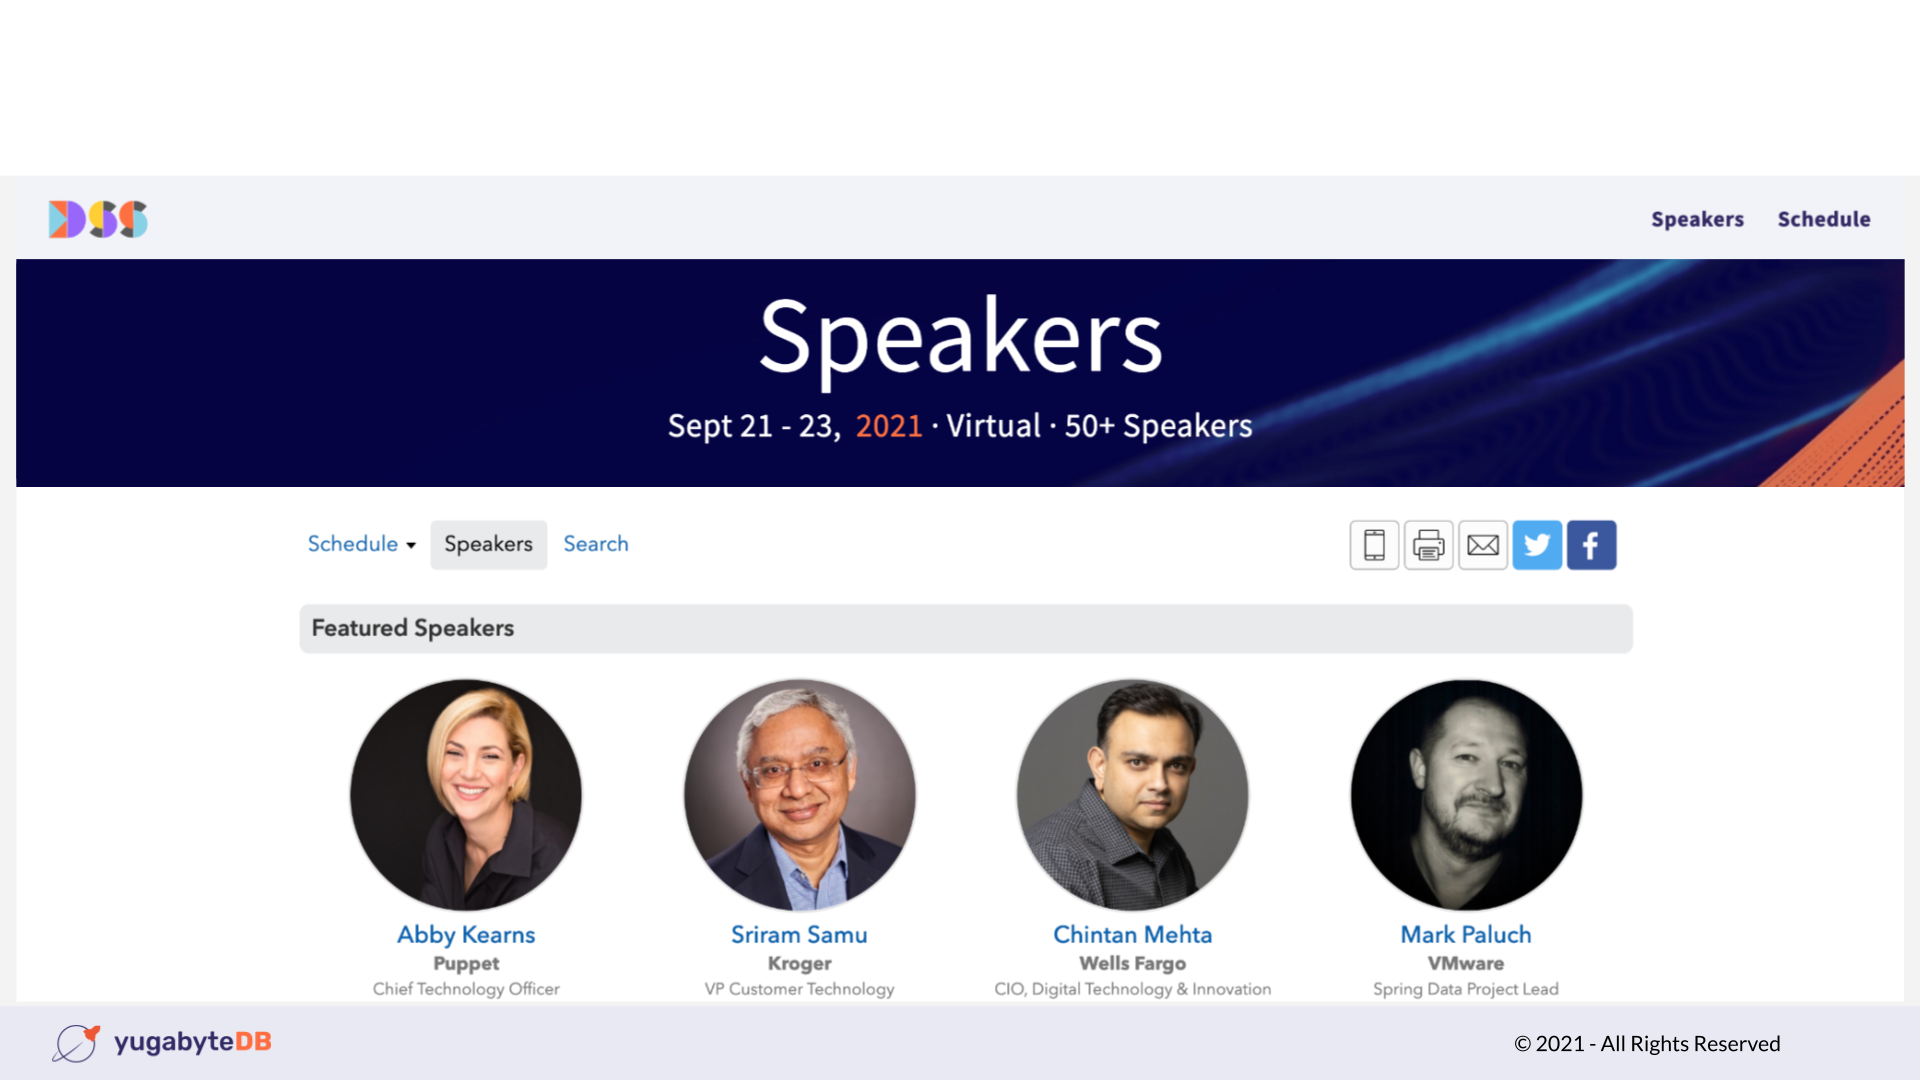 DSS
Speakers Schedule
Speakers
Sept 21 - 23, 2021 · Virtual · 50+ Speakers
Schedule Speakers Search
Featured Speakers
Abby Kearns Sriram Samu Chintan Mehta Mark Paluch
Puppet Kroger Wells Fargo VMware
Chief Technology Officer VP Customer Technology CIO, Digital Technology & Innovation Spring Data Project Lead
yugabyteDB © 2021 - All Rights Reserved